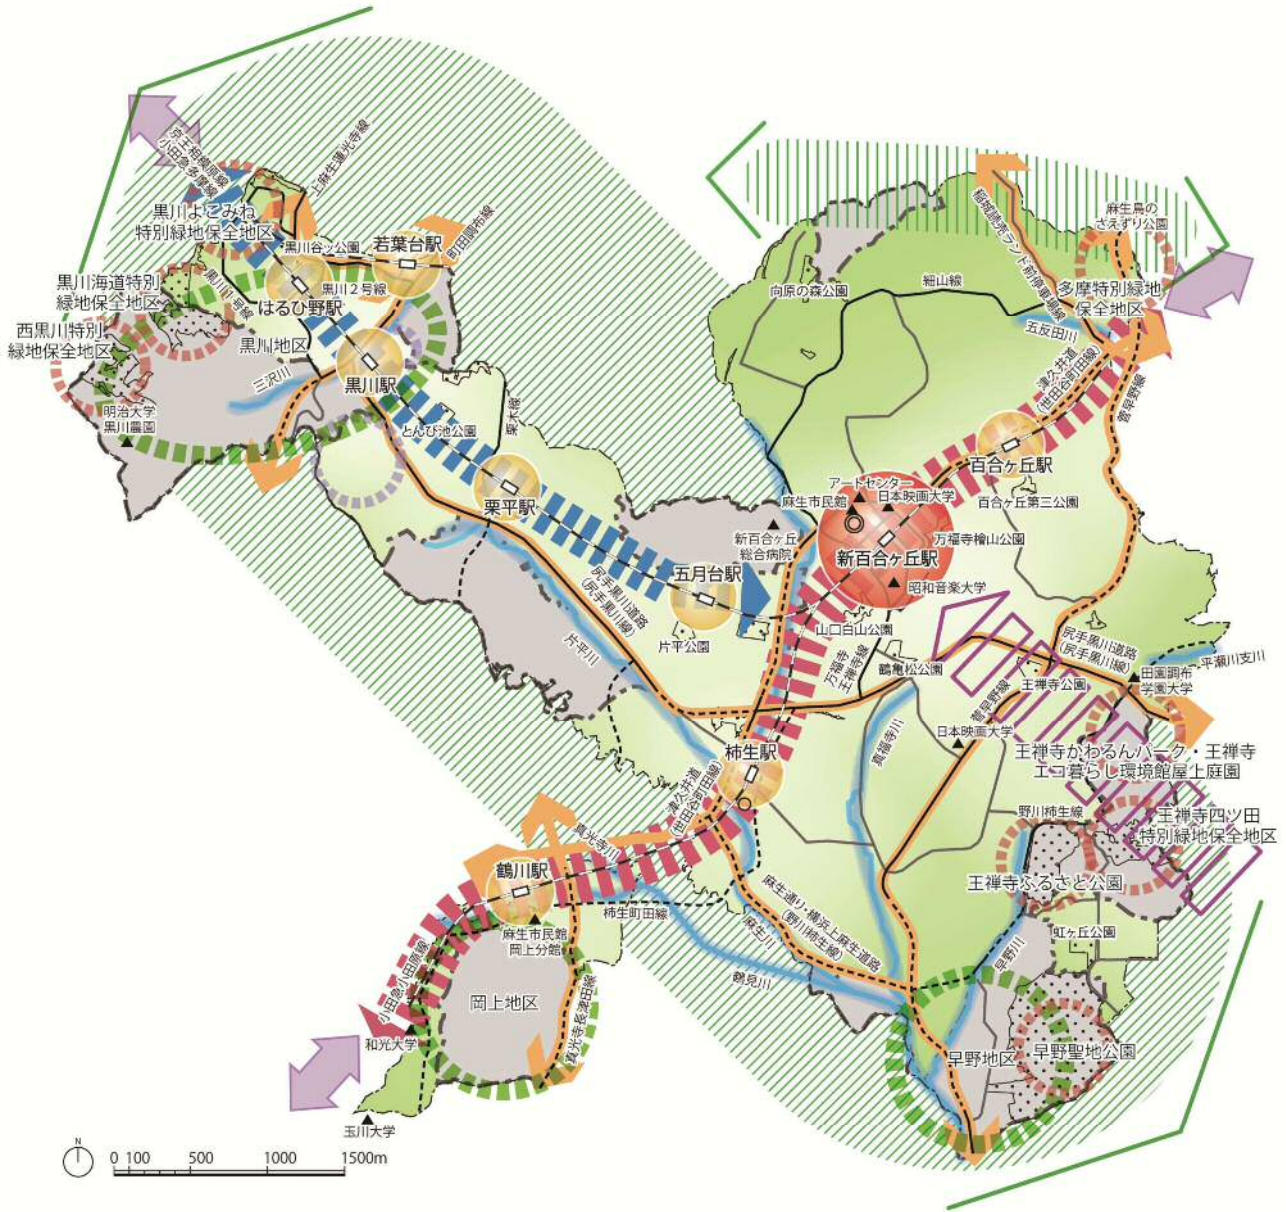 京王相模原線
小田急多摩線
上麻生蓮光寺線
黒川よこみね
特別緑地保全地区
黒川谷ッ公園
若葉台駅
町田調布線
黒川海道特別
緑地保全地区
黒川1号線
はるひ野駅
黒川2号線
西黒川特別
緑地保全地区
黒川地区
三沢川
黒川駅
明治大学
黒川農園
とんび池公園
栗木線
栗平駅
稲城読売ランド前停車場線
麻生鳥の
さえずり公園
向原の森公園
細山線
多摩特別緑地
保全地区
五反田川
津久井道
(世田谷町田線)
菅早野線
百合ヶ丘駅
百合ヶ丘第三公園
アートセンター
麻生市民館
日本映画大学
新百合ヶ丘
総合病院
万福寺檜山公園
新百合ヶ丘駅
昭和音楽大学
五月台駅
尻手黒川道路
(尻手黒川線)
片平川
片平公園
山口白山公園
万福寺
王禅寺線
鶴亀松公園
尻手黒川道路
(尻手黒川線)
平瀬川支川
王禅寺公園
田園調布
学園大学
菅早野線
真福寺川
日本映画大学
柿生駅
王禅寺かわるんパーク・王禅寺
エコ暮らし環境館屋上庭園
津久井道
(世田谷町田線)
野川柿生線
王禅寺四ツ田
特別緑地保全地区
真光寺川
鶴川駅
王禅寺ふるさと公園
麻生通り・横浜上麻生道路
(野川柿生線)
柿生町田線
麻生川
麻生市民館
岡上分館
虹ヶ丘公園
早野川
小田急小田原線
鶴見川
岡上地区
真光寺長津田線
和光大学
早野地区
早野聖地公園
玉川大学
N
0 100 500 1000 1500m